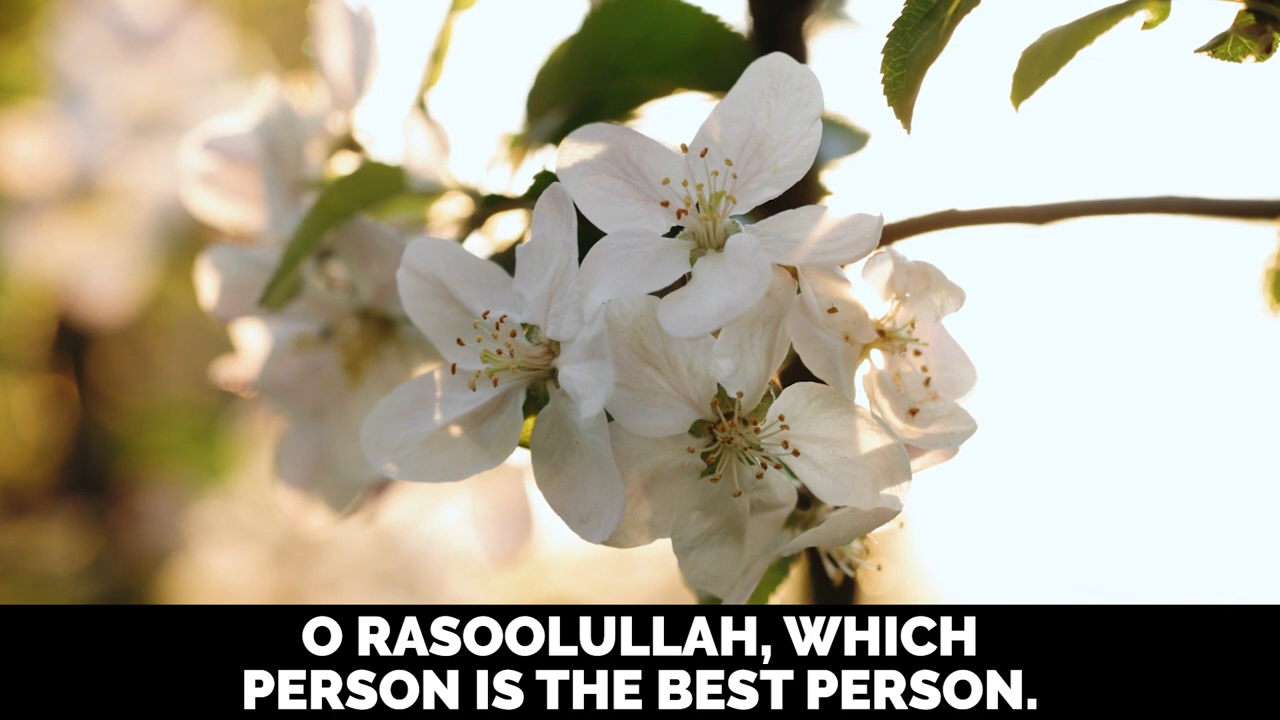 O RASOOLULLAH, WHICH
PERSON IS THE BEST PERSON.